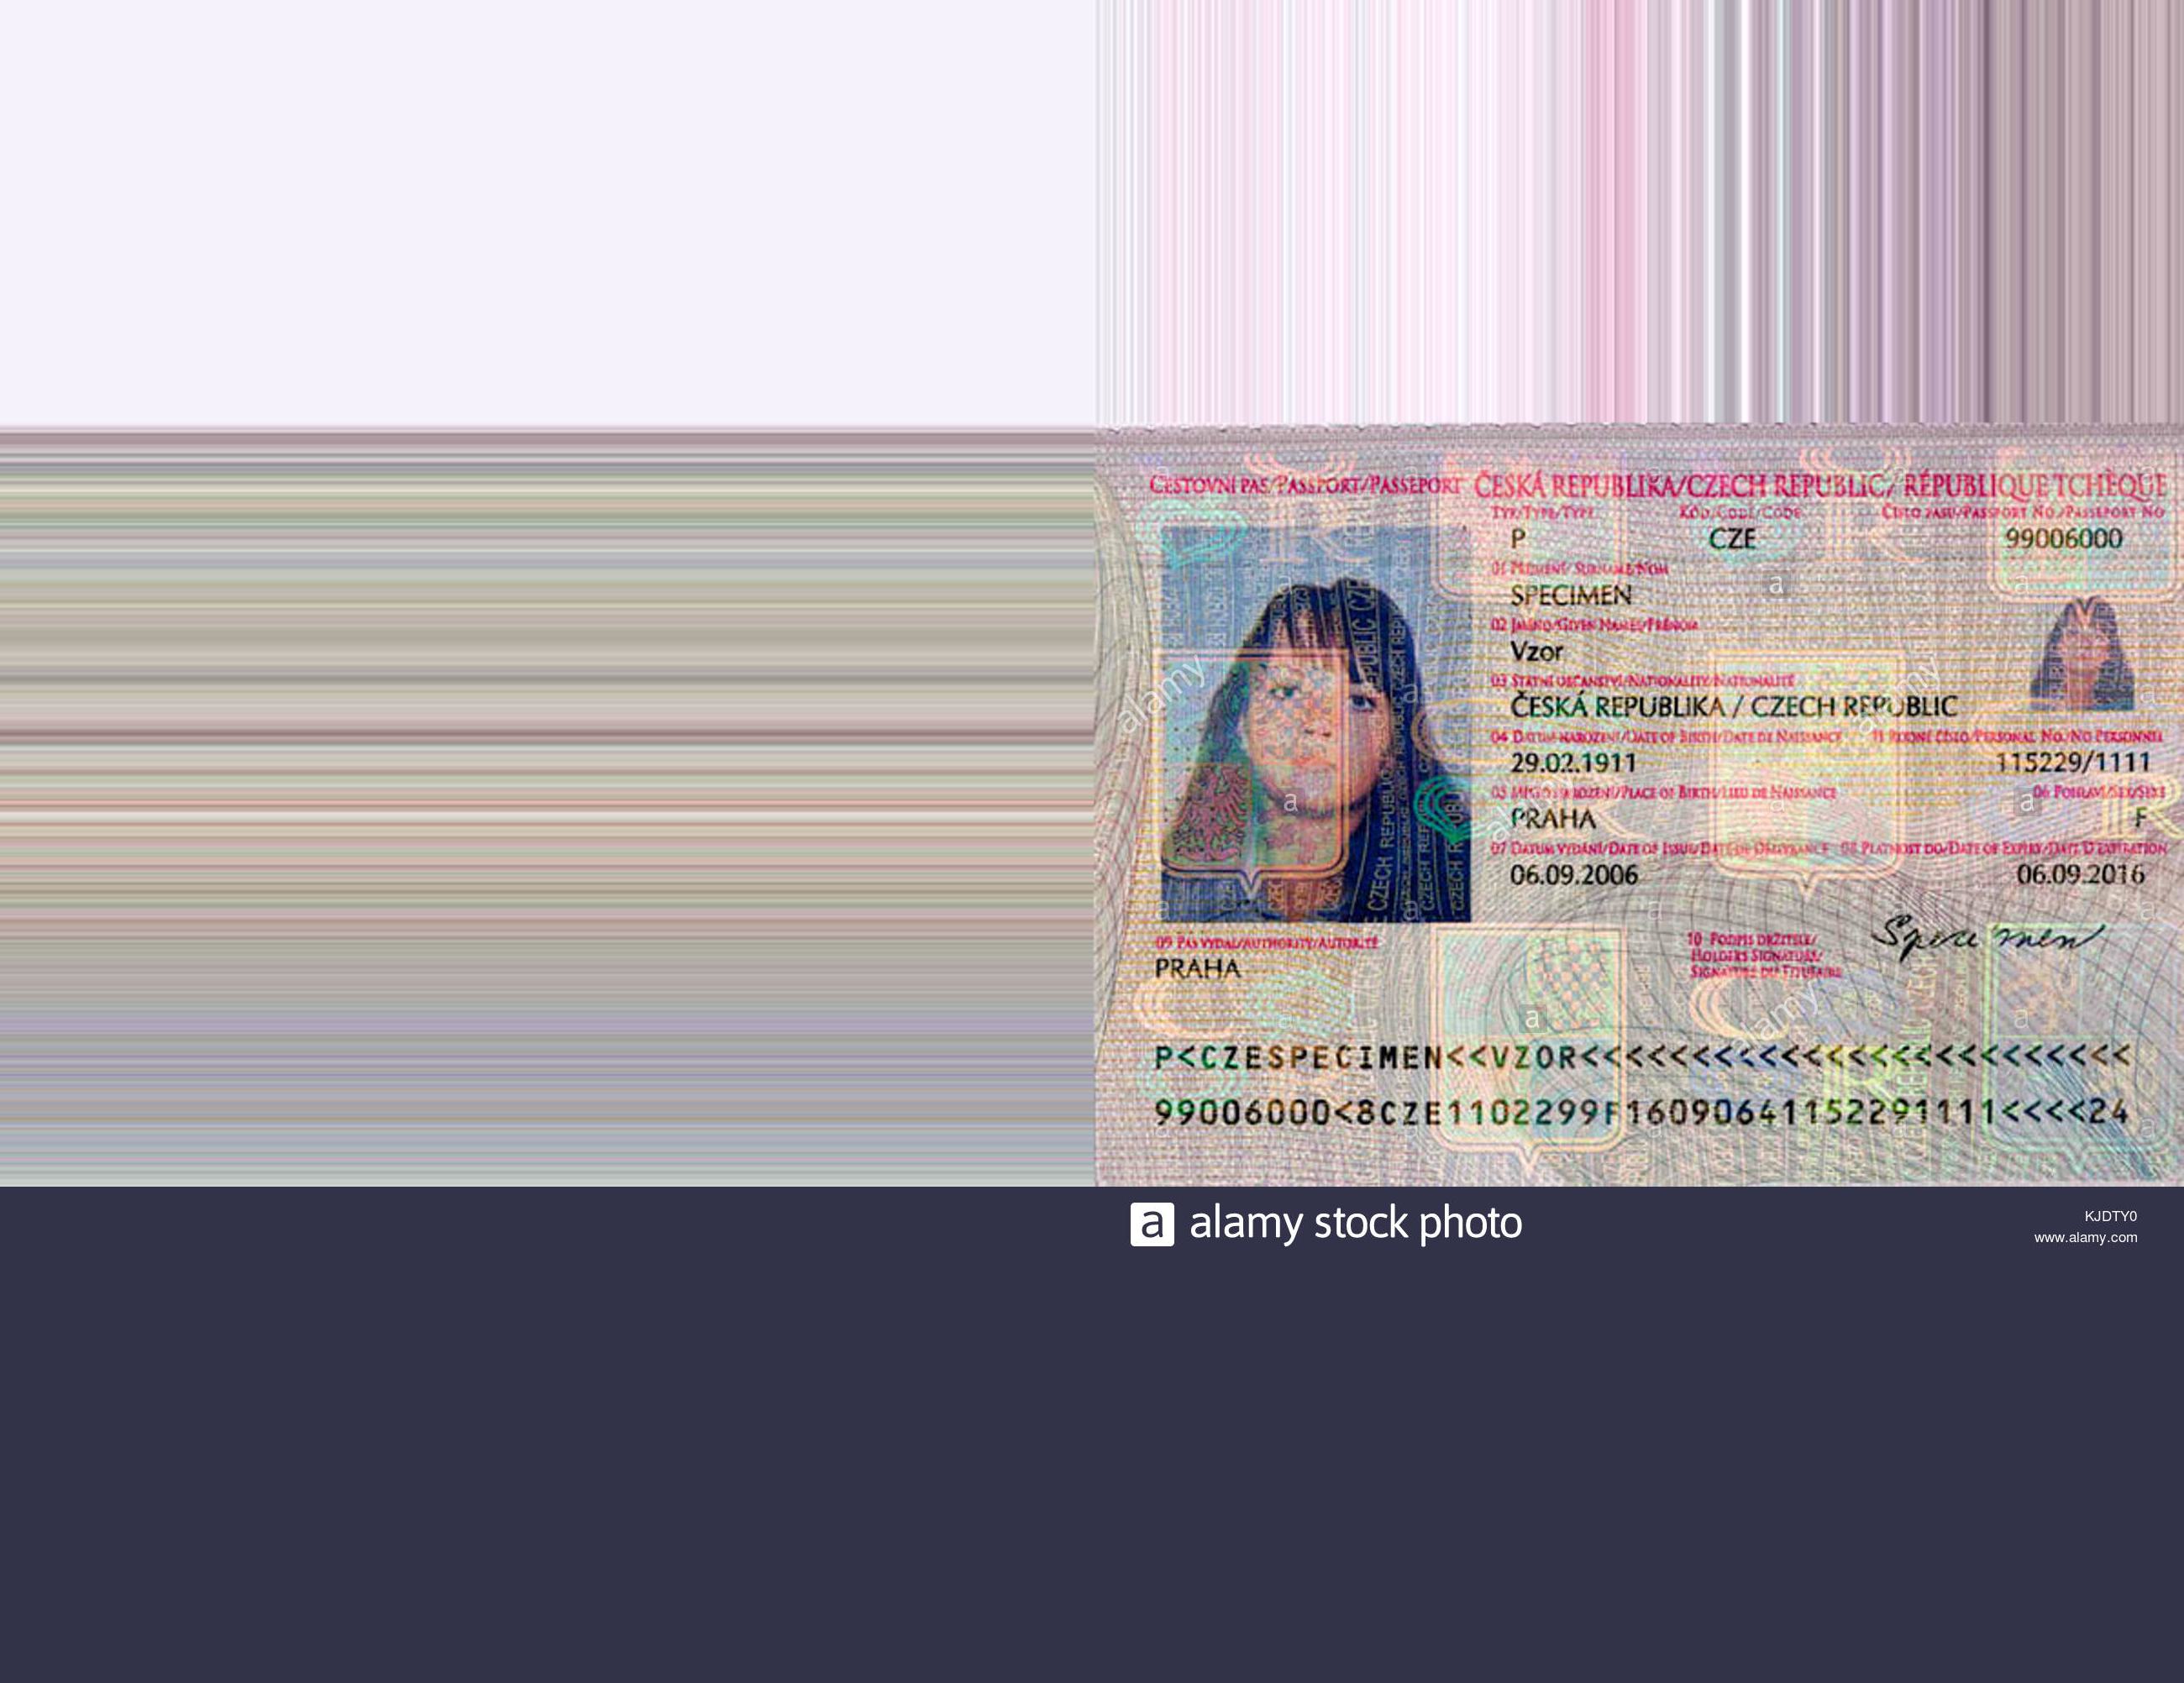 CESTOVNÍ PAS/PASSPORT/PASSEPORT ČESKÁ REPUBLIKA/CZECH REPUBLIC/ RÉPUBLIQUE TCHÈQUE
TYP/TYPE/TYPE KÓD/CODE/CODE ČÍSLO PASU/PASSPORT NO./PASSEPORT NO
P CZE 99006000
01 PŘÍJMENÍ/ SURNAME/NOM
SPECIMEN
02 JMÉNO/GIVEN NAMES/PRÉNOM
Vzor
03 STÁTNÍ OBČANSTVÍ/NATIONALITY/NATIONALITÉ
ČESKÁ REPUBLIKA / CZECH REPUBLIC
04 DATUM NAROZENÍ/DATE OF BIRTH/DATE DE NAISSANCE 11 RODNÉ ČÍSLO/PERSONAL NO./NO PERSONNEL
29.02.1911 115229/1111
05 MÍSTO NAROZENÍ/PLACE OF BIRTH/LIEU DE NAISSANCE 06 POHLAVÍ/SEX/SEXE
PRAHA F
07 DATUM VYDÁNÍ/DATE OF ISSUE/DATE DE DÉLIVRANCE 08 PLATNOST DO/DATE OF EXPIRY/DATE D'EXPIRATION
06.09.2006 06.09.2016
09 PAS VYDAL/AUTHORITY/AUTORITÉ
PRAHA
10 PODPIS DRŽITELE/
HOLDERS SIGNATURE/
SIGNATURE DU TITULAIRE
Specimen
P<CZESPECIMEN<<VZOR<<<<<<<<<<<<<<<<<<<<<<<<<
99006000<8CZE1102299F16090641152291111<<<<24
alamy
a alamy stock photo
KJDTY0
www.alamy.com